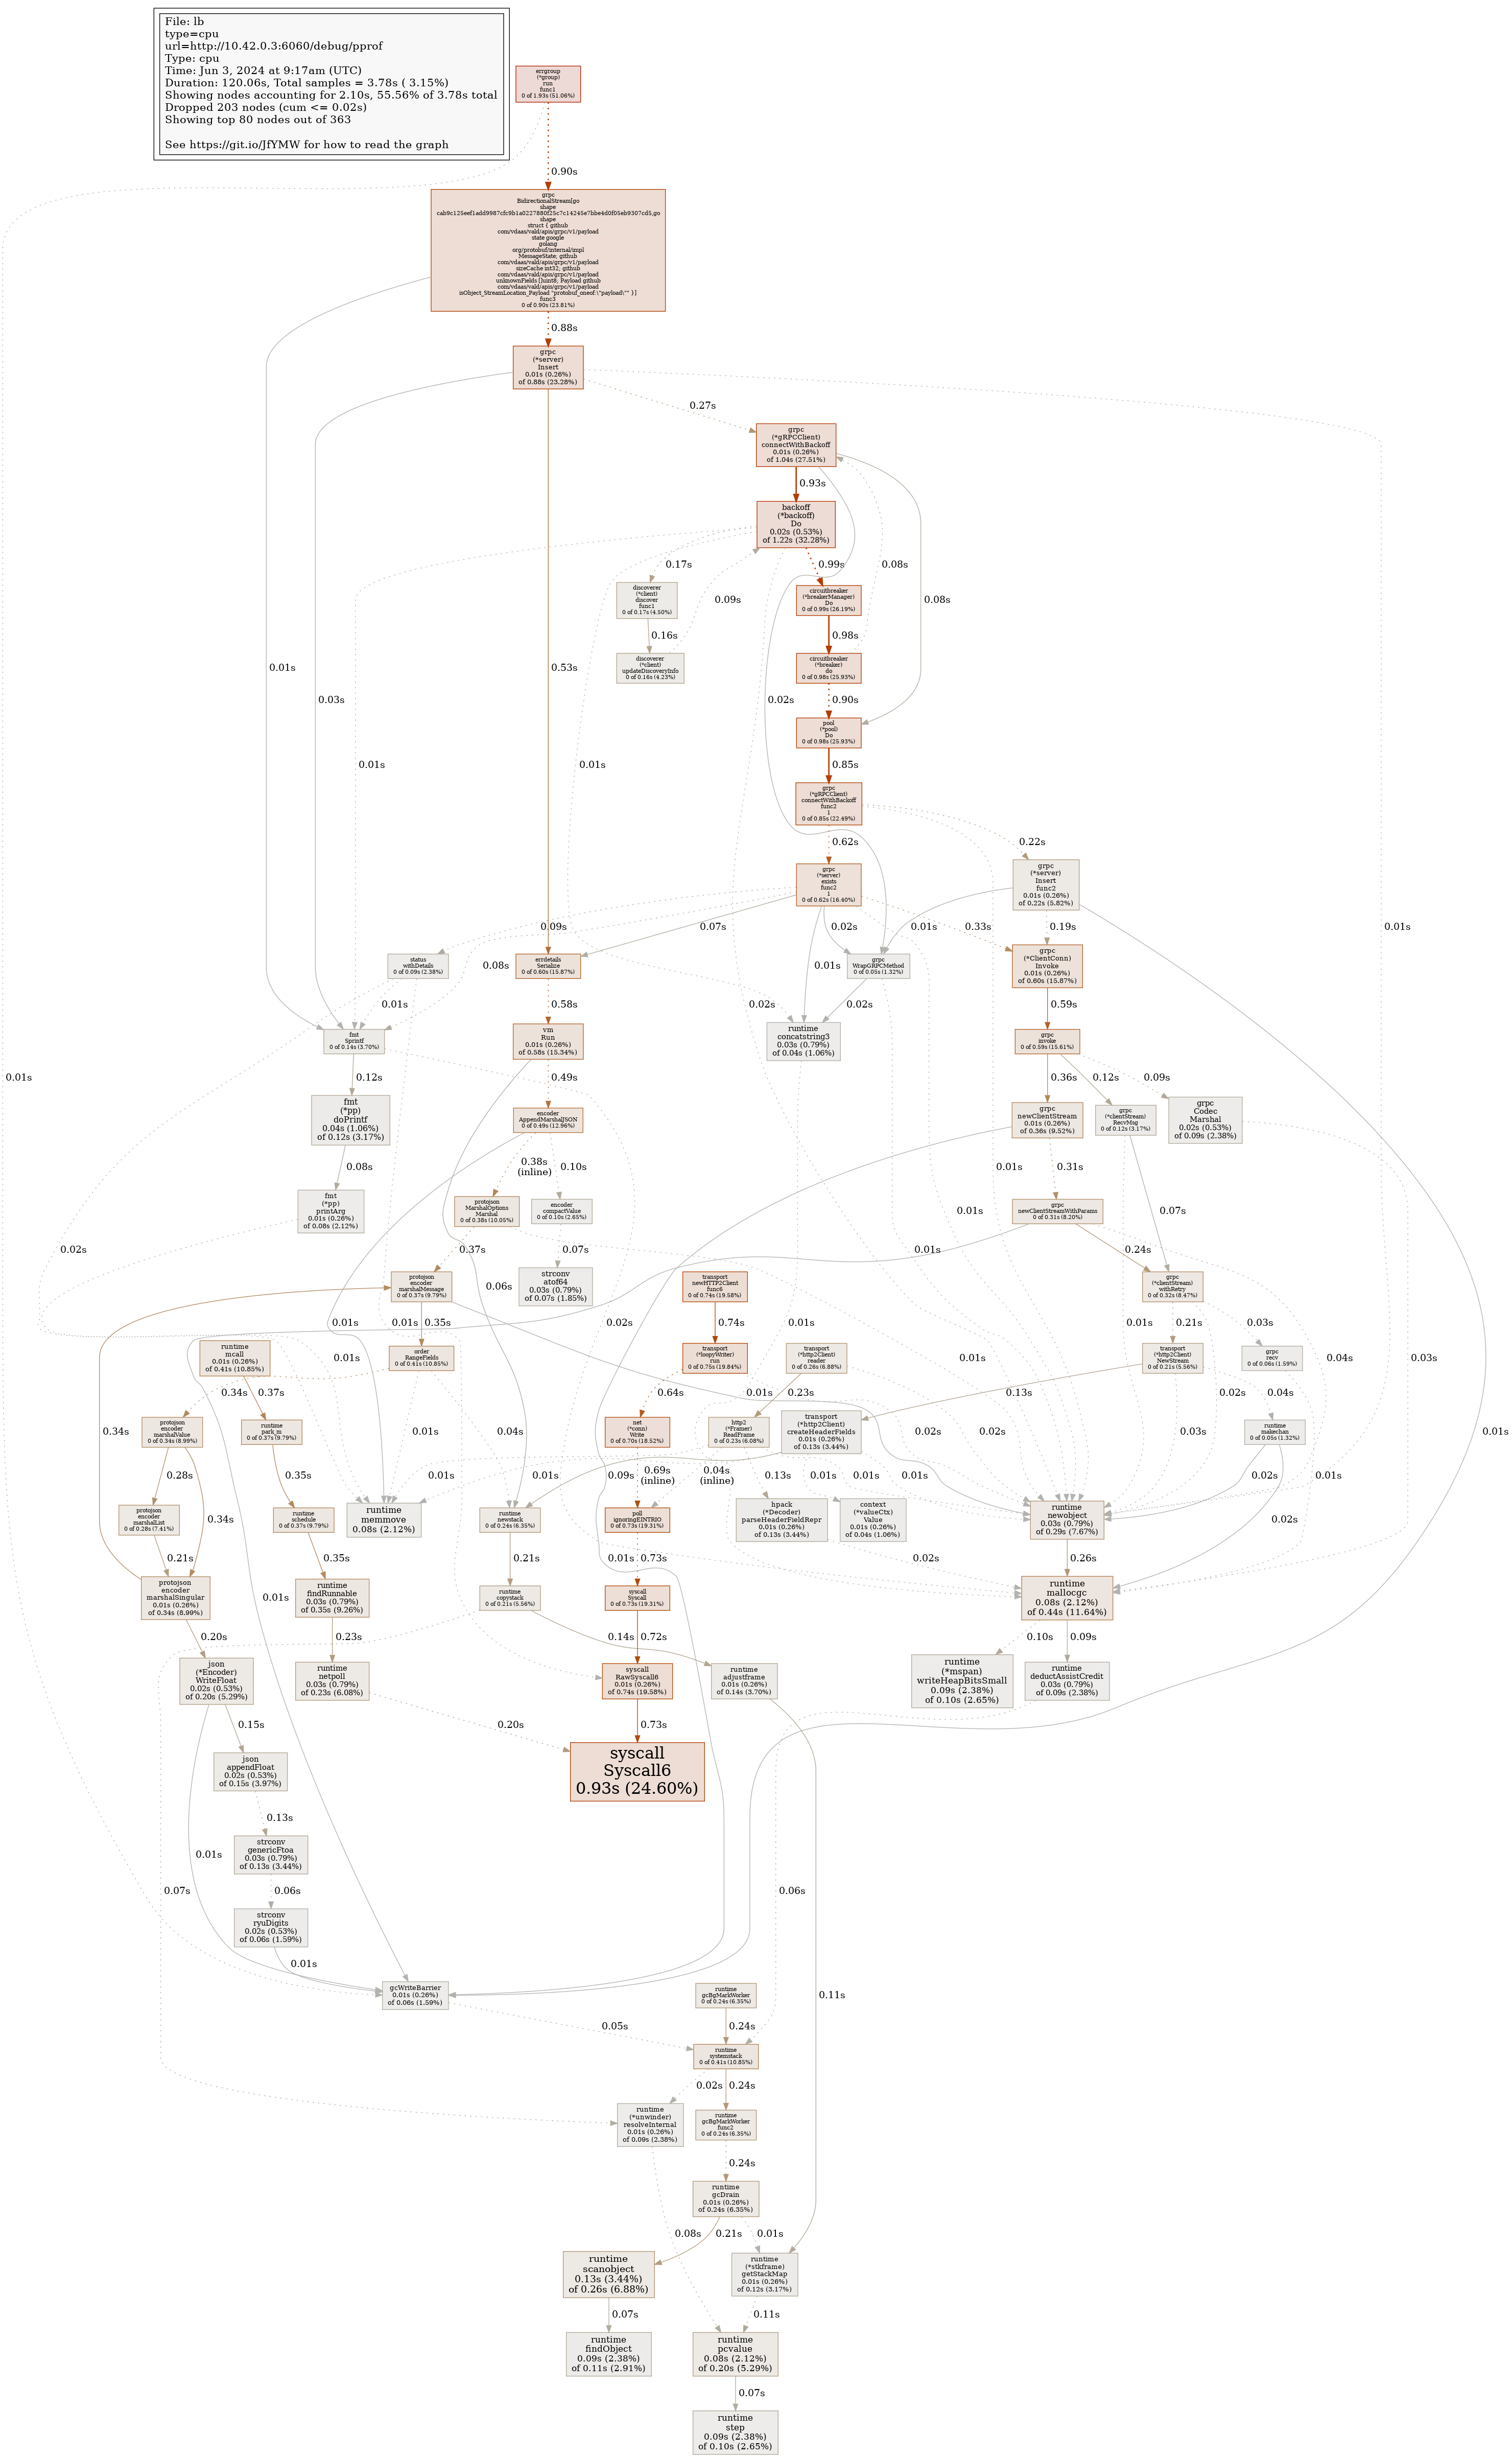 File: lb
type=cpu
url=http://10.42.0.3:6060/debug/pprof
Type: cpu
Time: Jun 3, 2024 at 9:17am (UTC)
Duration: 120.06s, Total samples = 3.78s ( 3.15%)
Showing nodes accounting for 2.10s, 55.56% of 3.78s total
Dropped 203 nodes (cum <= 0.02s)
Showing top 80 nodes out of 363
See https://git.io/JfYMW for how to read the graph
errgroup
(*group)
run
func1
0 of 1.93s (51.06%)
0.90s
grpc
BidirectionalStream[go
shape
cab9c125eef1add9987cfc9b1a0227880f25c7c14245e7bbe4d0f05eb9307cd5,go
shape
struct { github
com/vdaas/vald/apis/grpc/v1/payload
state google
golang
org/protobuf/internal/impl
MessageState; github
com/vdaas/vald/apis/grpc/v1/payload
sizeCache int32; github
com/vdaas/vald/apis/grpc/v1/payload
unknownFields []uint8; Payload github
com/vdaas/vald/apis/grpc/v1/payload
isObject_StreamLocation_Payload "protobuf_oneof:\"payload\"" }]
func3
0 of 0.90s (23.81%)
0.88s
grpc
(*server)
Insert
0.01s (0.26%)
of 0.88s (23.28%)
0.27s
grpc
(*gRPCClient)
connectWithBackoff
0.01s (0.26%)
of 1.04s (27.51%)
0.93s
backoff
(*backoff)
Do
0.02s (0.53%)
of 1.22s (32.28%)
0.17s
0.99s
0.08s
discoverer
(*client)
discover
func1
0 of 0.17s (4.50%)
0.09s
circuitbreaker
(*breakerManager)
Do
0 of 0.99s (26.19%)
0.08s
0.16s
0.98s
discoverer
(*client)
updateDiscoveryInfo
0 of 0.16s (4.23%)
circuitbreaker
(*breaker)
do
0 of 0.98s (25.93%)
0.01s
0.03s
0.53s
0.02s
0.90s
pool
(*pool)
Do
0 of 0.98s (25.93%)
0.01s
0.01s
0.85s
grpc
(*gRPCClient)
connectWithBackoff
func2
1
0 of 0.85s (22.49%)
0.62s
0.22s
grpc
(*server)
exists
func2
1
0 of 0.62s (16.40%)
grpc
(*server)
Insert
func2
0.01s (0.26%)
of 0.22s (5.82%)
0.09s
0.07s
0.02s
0.01s
0.33s
0.19s
0.01s
status
withDetails
0 of 0.09s (2.38%)
0.08s
errdetails
Serialize
0 of 0.60s (15.87%)
0.01s
grpc
WrapGRPCMethod
0 of 0.05s (1.32%)
grpc
(*ClientConn)
Invoke
0.01s (0.26%)
of 0.60s (15.87%)
0.01s
0.58s
0.02s
0.02s
0.59s
fmt
Sprintf
0 of 0.14s (3.70%)
vm
Run
0.01s (0.26%)
of 0.58s (15.34%)
runtime
concatstring3
0.03s (0.79%)
of 0.04s (1.06%)
grpc
invoke
0 of 0.59s (15.61%)
0.01s
0.12s
0.49s
0.36s
0.12s
0.09s
fmt
(*pp)
doPrintf
0.04s (1.06%)
of 0.12s (3.17%)
encoder
AppendMarshalJSON
0 of 0.49s (12.96%)
grpc
newClientStream
0.01s (0.26%)
of 0.36s (9.52%)
grpc
(*clientStream)
RecvMsg
0 of 0.12s (3.17%)
grpc
Codec
Marshal
0.02s (0.53%)
of 0.09s (2.38%)
0.08s
0.38s
(inline)
0.10s
0.01s
0.31s
fmt
(*pp)
printArg
0.01s (0.26%)
of 0.08s (2.12%)
protojson
MarshalOptions
Marshal
0 of 0.38s (10.05%)
encoder
compactValue
0 of 0.10s (2.65%)
0.01s
grpc
newClientStreamWithParams
0 of 0.31s (8.20%)
0.07s
0.02s
0.37s
0.07s
0.01s
0.24s
protojson
encoder
marshalMessage
0 of 0.37s (9.79%)
0.06s
strconv
atof64
0.03s (0.79%)
of 0.07s (1.85%)
transport
newHTTP2Client
func6
0 of 0.74s (19.58%)
grpc
(*clientStream)
withRetry
0 of 0.32s (8.47%)
0.01s
0.01s
0.35s
0.02s
0.74s
0.01s
0.01s
0.21s
0.03s
runtime
mcall
0.01s (0.26%)
of 0.41s (10.85%)
0.01s
order
RangeFields
0 of 0.41s (10.85%)
transport
(*loopyWriter)
run
0 of 0.75s (19.84%)
transport
(*http2Client)
reader
0 of 0.26s (6.88%)
0.01s
transport
(*http2Client)
NewStream
0 of 0.21s (5.56%)
grpc
recv
0 of 0.06s (1.59%)
0.04s
0.03s
0.34s
0.37s
0.64s
0.01s
0.23s
0.13s
0.02s
0.04s
protojson
encoder
marshalValue
0 of 0.34s (8.99%)
runtime
park_m
0 of 0.37s (9.79%)
net
(*conn)
Write
0 of 0.70s (18.52%)
http2
(*Framer)
ReadFrame
0 of 0.23s (6.08%)
transport
(*http2Client)
createHeaderFields
0.01s (0.26%)
of 0.13s (3.44%)
runtime
makechan
0 of 0.05s (1.32%)
0.34s
0.01s
0.04s
0.02s
0.02s
0.03s
0.28s
0.35s
0.01s
0.01s
0.09s
0.69s
(inline)
0.04s
(inline)
0.13s
0.01s
0.01s
0.01s
0.02s
0.01s
protojson
encoder
marshalList
0 of 0.28s (7.41%)
0.34s
runtime
schedule
0 of 0.37s (9.79%)
runtime
memmove
0.08s (2.12%)
runtime
newstack
0 of 0.24s (6.35%)
poll
ignoringEINTRIO
0 of 0.73s (19.31%)
hpack
(*Decoder)
parseHeaderFieldRepr
0.01s (0.26%)
of 0.13s (3.44%)
context
(*valueCtx)
Value
0.01s (0.26%)
of 0.04s (1.06%)
runtime
newobject
0.03s (0.79%)
of 0.29s (7.67%)
0.02s
0.01s
0.21s
0.35s
0.21s
0.01s
0.73s
0.02s
0.26s
protojson
encoder
marshalSingular
0.01s (0.26%)
of 0.34s (8.99%)
runtime
findRunnable
0.03s (0.79%)
of 0.35s (9.26%)
0.01s
runtime
copystack
0 of 0.21s (5.56%)
syscall
Syscall
0 of 0.73s (19.31%)
runtime
mallocgc
0.08s (2.12%)
of 0.44s (11.64%)
0.20s
0.23s
0.14s
0.72s
0.10s
0.09s
json
(*Encoder)
WriteFloat
0.02s (0.53%)
of 0.20s (5.29%)
runtime
netpoll
0.03s (0.79%)
of 0.23s (6.08%)
syscall
RawSyscall6
0.01s (0.26%)
of 0.74s (19.58%)
runtime
adjustframe
0.01s (0.26%)
of 0.14s (3.70%)
runtime
(*mspan)
writeHeapBitsSmall
0.09s (2.38%)
of 0.10s (2.65%)
runtime
deductAssistCredit
0.03s (0.79%)
of 0.09s (2.38%)
0.15s
0.20s
0.73s
json
appendFloat
0.02s (0.53%)
of 0.15s (3.97%)
syscall
Syscall6
0.93s (24.60%)
0.13s
0.01s
strconv
genericFtoa
0.03s (0.79%)
of 0.13s (3.44%)
0.07s
0.06s
0.06s
strconv
ryuDigits
0.02s (0.53%)
of 0.06s (1.59%)
0.01s
gcWriteBarrier
0.01s (0.26%)
of 0.06s (1.59%)
runtime
gcBgMarkWorker
0 of 0.24s (6.35%)
0.11s
0.05s
0.24s
runtime
systemstack
0 of 0.41s (10.85%)
0.02s
0.24s
runtime
(*unwinder)
resolveInternal
0.01s (0.26%)
of 0.09s (2.38%)
runtime
gcBgMarkWorker
func2
0 of 0.24s (6.35%)
0.24s
runtime
gcDrain
0.01s (0.26%)
of 0.24s (6.35%)
0.08s
0.21s
0.01s
runtime
scanobject
0.13s (3.44%)
of 0.26s (6.88%)
runtime
(*stkframe)
getStackMap
0.01s (0.26%)
of 0.12s (3.17%)
0.07s
0.11s
runtime
findObject
0.09s (2.38%)
of 0.11s (2.91%)
runtime
pcvalue
0.08s (2.12%)
of 0.20s (5.29%)
0.07s
runtime
step
0.09s (2.38%)
of 0.10s (2.65%)